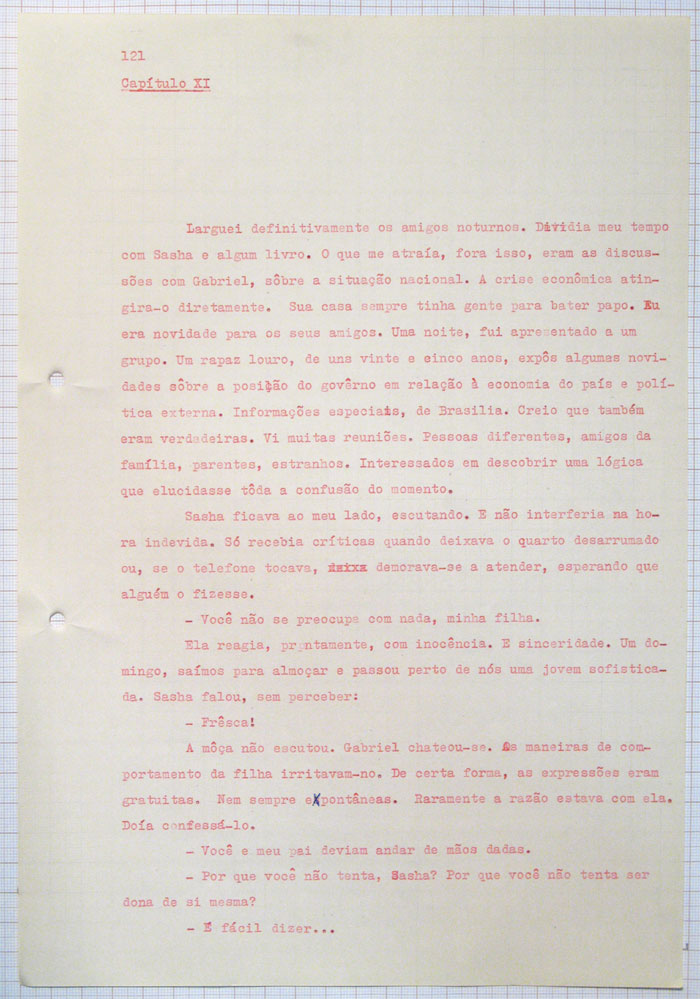 121
Capítulo XI
Larguei definitivamente os amigos noturnos. Dividia meu tempo
com Sasha e algum livro. O que me atraía, fora isso, eram as discus-
sões com Gabriel, sôbre a situação nacional. A crise econômica atin-
gira-o diretamente. Sua casa sempre tinha gente para bater papo. Eu
era novidade para os seus amigos. Uma noite, fui apresentado a um
grupo. Um rapaz louro, de uns vinte e cinco anos, expôs algumas novi-
dades sôbre a posição do govêrno em relação à economia do país e polí-
tica externa. Informações especiais, de Brasilia. Creio que também
eram verdadeiras. Vi muitas reuniões. Pessoas diferentes, amigos da
família, parentes, estranhos. Interessados em descobrir uma lógica
que elucidasse tôda a confusão do momento.
Sasha ficava ao meu lado, escutando. E não interferia na ho-
ra indevida. Só recebia críticas quando deixava o quarto desarrumado
ou, se o telefone tocava, demorava-se a atender, esperando que
alguém o fizesse.
- Você não se preocupa com nada, minha filha.
Ela reagia, prontamente, com inocência. E sinceridade. Um do-
mingo, saímos para almoçar e passou perto de nós uma jovem sofistica-
da. Sasha falou, sem perceber:
- Frêsca!
A môça não escutou. Gabriel chateou-se. As maneiras de com-
portamento da filha irritavam-no. De certa forma, as expressões eram
gratuitas. Nem sempre expontâneas. Raramente a razão estava com ela.
Doía confessá-lo.
- Você e meu pai deviam andar de mãos dadas.
- Por que você não tenta, Sasha? Por que você não tenta ser
dona de si mesma?
- É fácil dizer...